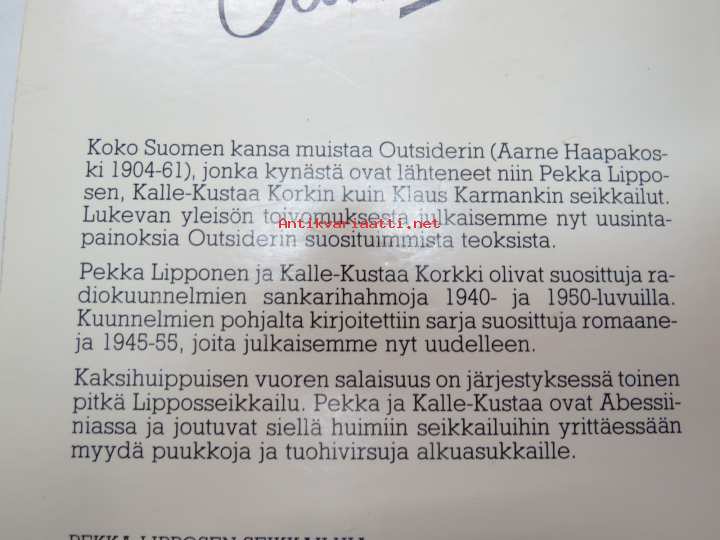 Koko Suomen kansa muistaa Outsiderin (Aarne Haapakos-
ki 1904-61), jonka kynästä ovat lähteneet niin Pekka Lippo-
sen, Kalle-Kustaa Korkin kuin Klaus Karmankin seikkailut.
Lukevan yleisön toivomuksesta julkaisemme nyt uusinta-
Antikvariaatti.net
painoksia Outsiderin suosituimmista teoksista.
Pekka Lipponen ja Kalle-Kustaa Korkki olivat suosittuja ra-
diokuunnelmien sankarihahmoja 1940- ja 1950-luvuilla.
Kuunnelmien pohjalta kirjoitettiin sarja suosittuja romaane-
ja 1945-55, joita julkaisemme nyt uudelleen.
Kaksihuippuisen vuoren salaisuus on järjestyksessä toinen
pitkä Lipposseikkailu. Pekka ja Kalle-Kustaa ovat Abessii-
niassa ja joutuvat siellä huimiin seikkailuihin yrittäessään
myydä puukkoja ja tuohivirsuja alkuasukkaille.
PEKKA LIPPOSEN SEIKKAILUJA